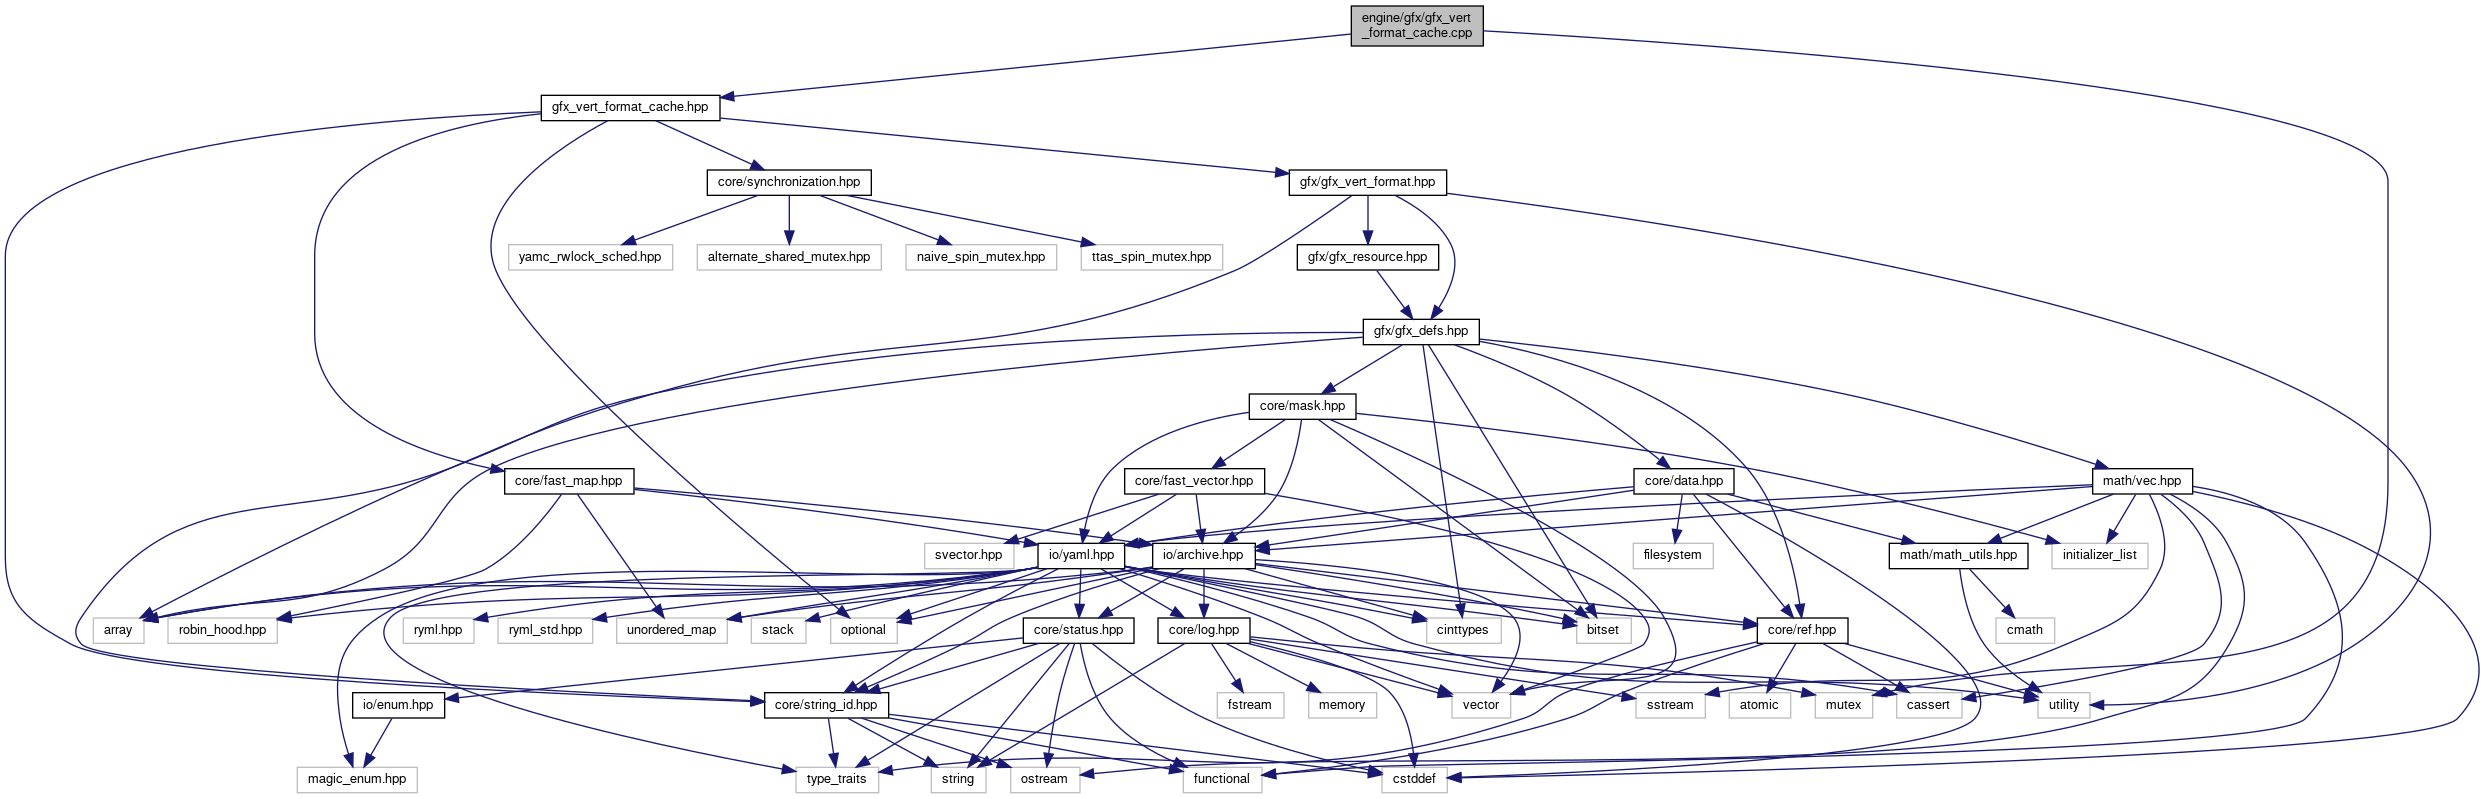 engine/gfx/gfx_vert
_format_cache.cpp
gfx_vert_format_cache.hpp
core/synchronization.hpp
gfx/gfx_vert_format.hpp
yamc_rwlock_sched.hpp
alternate_shared_mutex.hpp
naive_spin_mutex.hpp
ttas_spin_mutex.hpp
gfx/gfx_resource.hpp
gfx/gfx_defs.hpp
core/mask.hpp
core/fast_map.hpp
core/fast_vector.hpp
core/data.hpp
math/vec.hpp
svector.hpp
io/yaml.hpp
io/archive.hpp
filesystem
math/math_utils.hpp
initializer_list
array
robin_hood.hpp
ryml.hpp
ryml_std.hpp
unordered_map
stack
optional
core/status.hpp
core/log.hpp
cinttypes
bitset
core/ref.hpp
cmath
io/enum.hpp
core/string_id.hpp
fstream
memory
vector
sstream
atomic
mutex
cassert
utility
magic_enum.hpp
type_traits
string
ostream
functional
cstddef